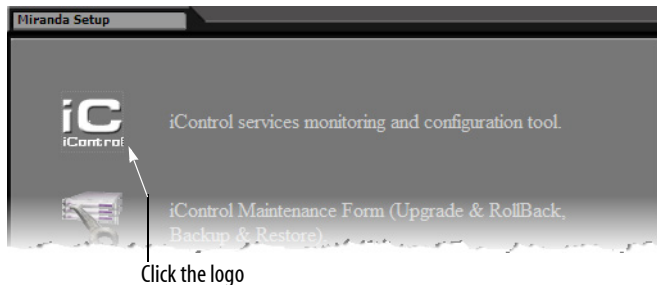 Miranda Setup
iC
iControl
iControl services monitoring and configuration tool.
iControl Maintenance Form (Upgrade & RollBack,
Backup & Restore)
Click the logo